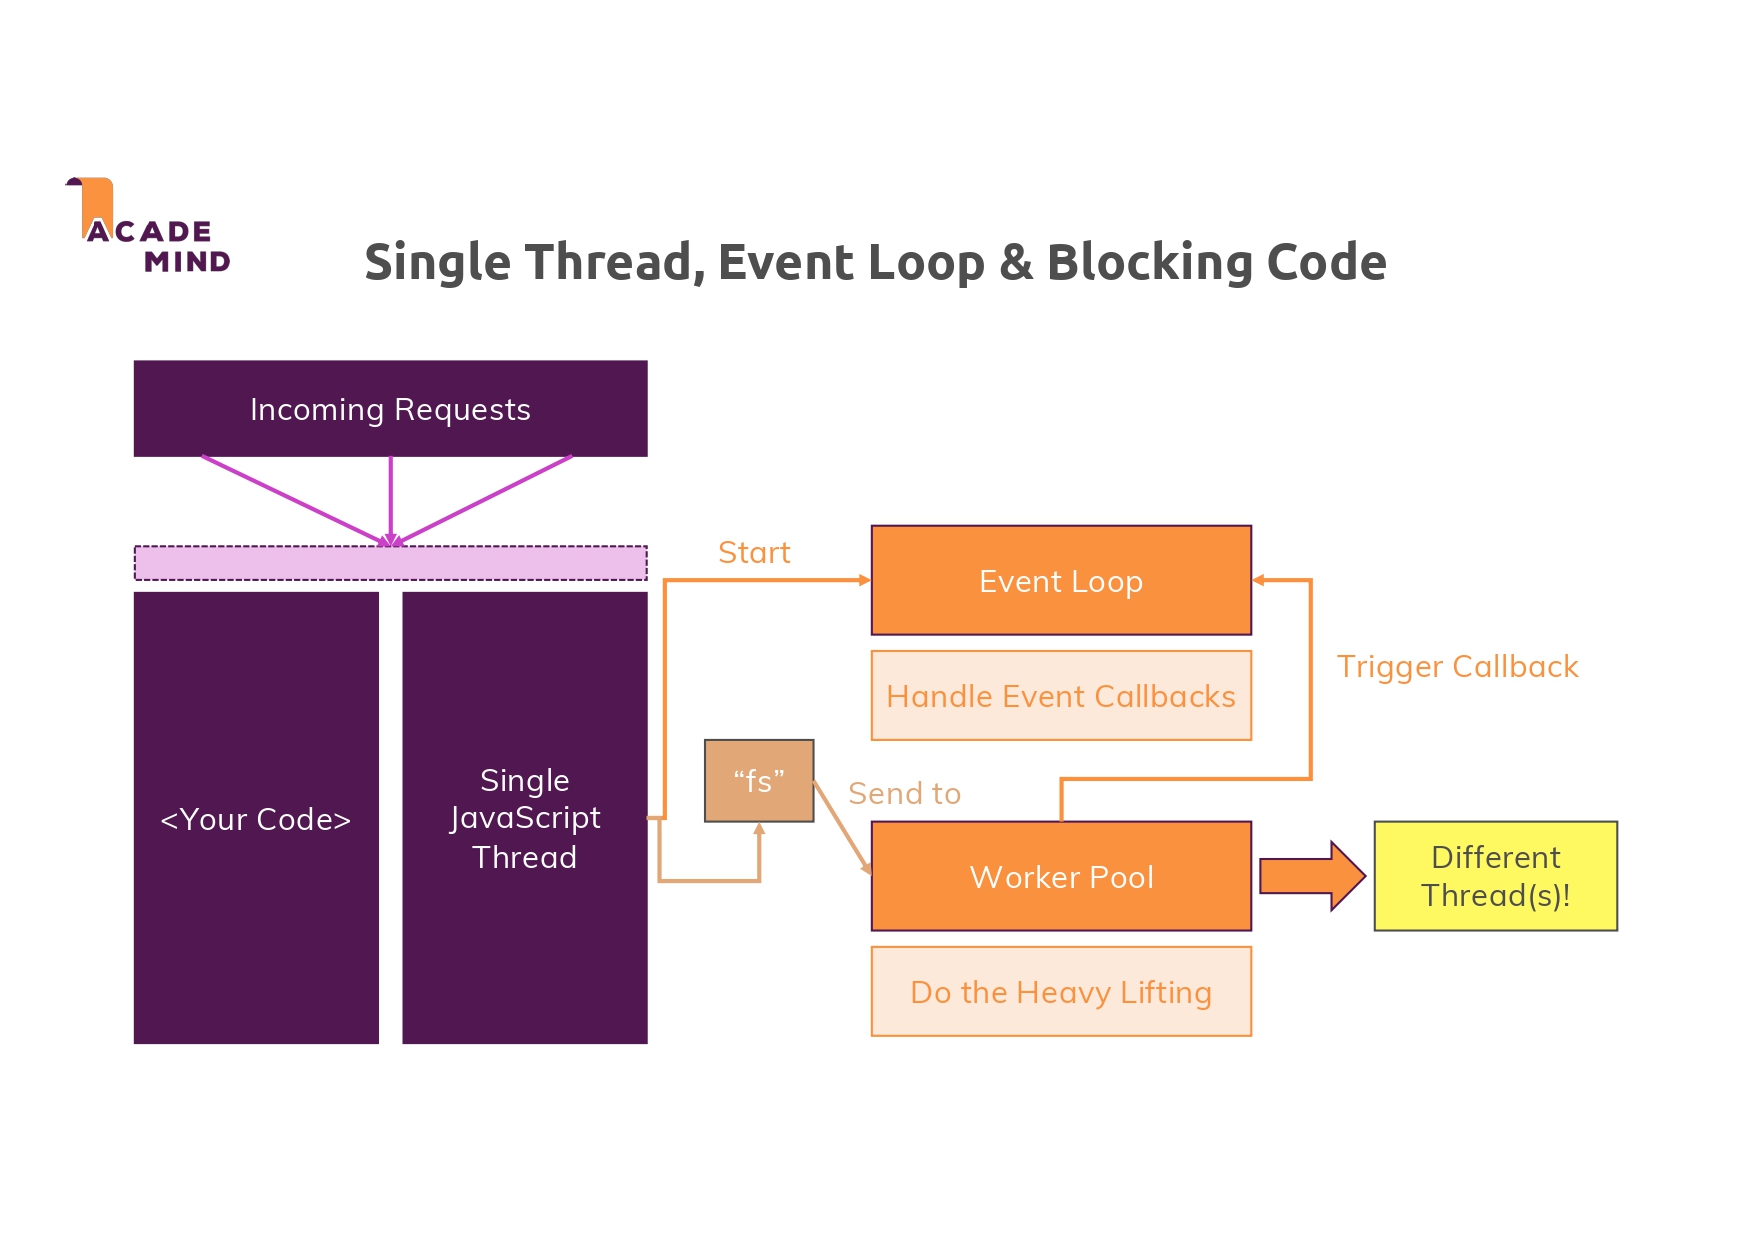 ACADE
MIND
Single Thread, Event Loop & Blocking Code
Incoming Requests
Start
Event Loop
Handle Event Callbacks
Trigger Callback
<Your Code>
Single
JavaScript
Thread
“fs”
Send to
Worker Pool
Different
Thread(s)!
Do the Heavy Lifting